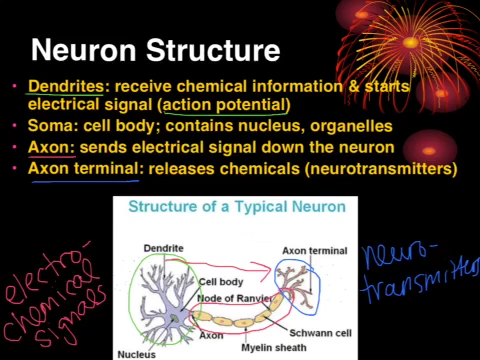 Neuron Structure
• Dendrites: receive chemical information & starts
electrical signal (action potential)
• Soma: cell body; contains nucleus, organelles
• Axon: sends electrical signal down the neuron
• Axon terminal: releases chemicals (neurotransmitters)
Structure of a Typical Neuron
Dendrite
Axon terminal
Cell body
Node of Ranvier
Schwann cell
Axon
Myelin sheath
Nucleus
electro-
chemical
signals
neuro-
transmitters